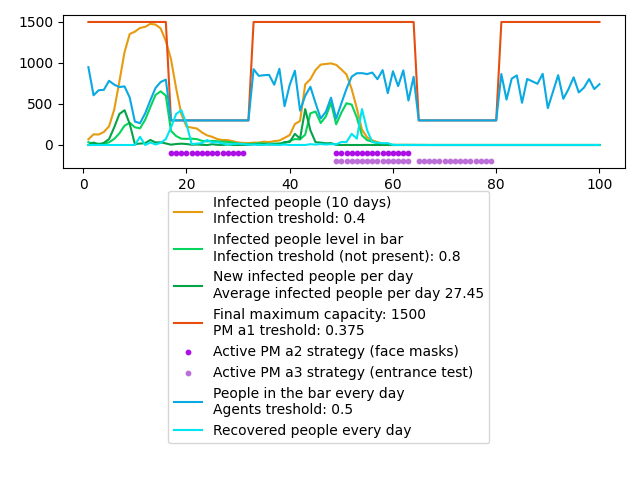 1500
1000
500
0
0
20
40
60
80
100
Infected people (10 days)
Infection treshold: 0.4
Infected people level in bar
Infection treshold (not present): 0.8
New infected people per day
Average infected people per day 27.45
Final maximum capacity: 1500
PM a1 treshold: 0.375
Active PM a2 strategy (face masks)
Active PM a3 strategy (entrance test)
People in the bar every day
Agents treshold: 0.5
Recovered people every day